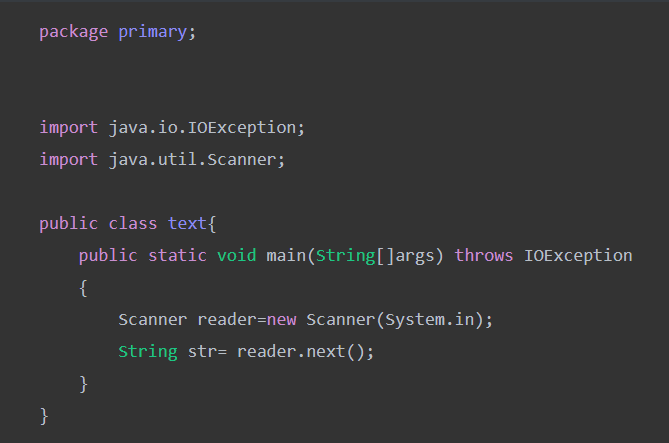 package primary;
import java.io.IOException;
import java.util.Scanner;
public class text{
    public static void main(String[]args) throws IOException
    {
        Scanner reader=new Scanner(System.in);
        String str= reader.next();
    }
}